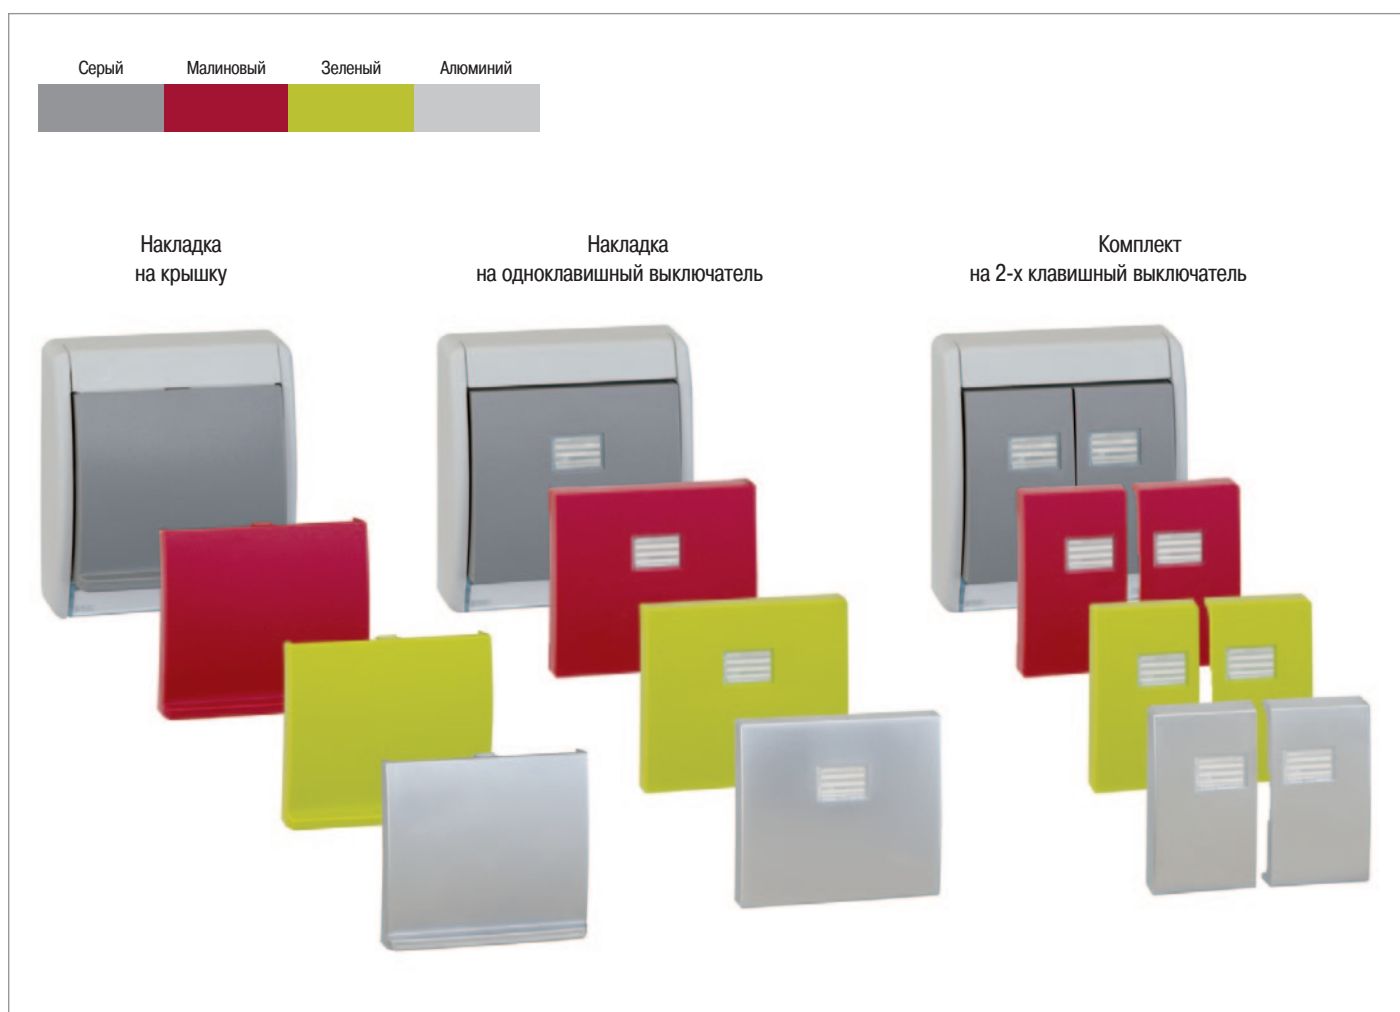 Серый
Малиновый
Зеленый
Алюминий
Накладка
на крышку
Накладка
на одноклавишный выключатель
Комплект
на 2-х клавишный выключатель